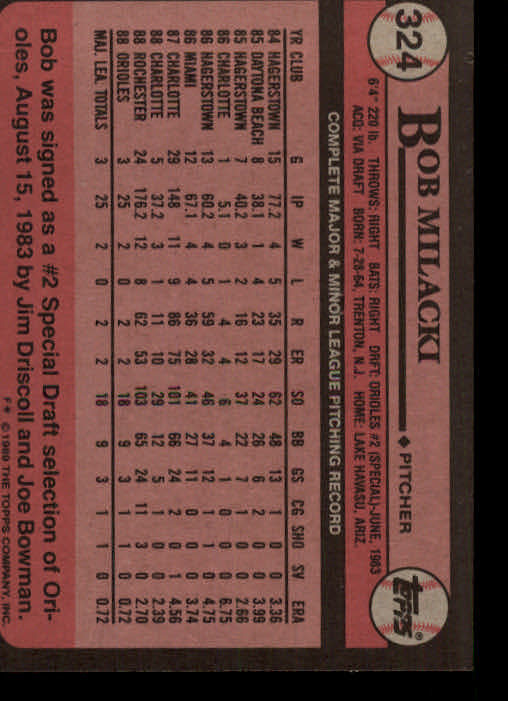 324
BOB MILACKI ◆ PITCHER
TOPPS®
6'4" 220 lb. THROWS: RIGHT BATS: RIGHT DRFT: ORIOLES #2 (SPECIAL)-JUNE, 1983
ACQ: VIA DRAFT BORN: 7-28-64, TRENTON, N.J. HOME: LAKE HAVASU, ARIZ.
COMPLETE MAJOR & MINOR LEAGUE PITCHING RECORD
YR CLUB G IP W L R ER SO BB GS CG SHO SV ERA
84 HAGERSTOWN 15 77.2 4 5 35 29 62 48 13 1 0 0 3.36
85 DAYTONA BEACH 8 38.1 1 4 23 17 24 26 6 2 0 0 3.99
85 HAGERSTOWN 7 40.2 3 2 16 12 37 22 7 1 0 0 2.66
86 CHARLOTTE 1 5.1 0 1 4 4 6 4 1 0 0 0 6.75
86 HAGERSTOWN 13 60.2 4 5 59 32 46 37 12 1 1 0 4.75
86 MIAMI 12 67.1 4 4 36 28 41 27 11 0 0 0 3.74
87 CHARLOTTE 29 148 11 9 86 75 101 66 24 2 0 1 4.56
88 CHARLOTTE 5 37.2 3 1 11 10 29 12 5 1 0 0 2.39
88 ROCHESTER 24 176.2 12 8 62 53 103 65 24 11 3 0 2.70
88 ORIOLES 3 25 2 0 2 2 18 9 3 1 1 0 0.72
MAJ. LEA. TOTALS 3 25 2 0 2 2 18 9 3 1 1 0 0.72
Bob was signed as a #2 Special Draft selection of Ori-
oles, August 15, 1983 by Jim Driscoll and Joe Bowman.
F* ©1989 THE TOPPS COMPANY, INC.